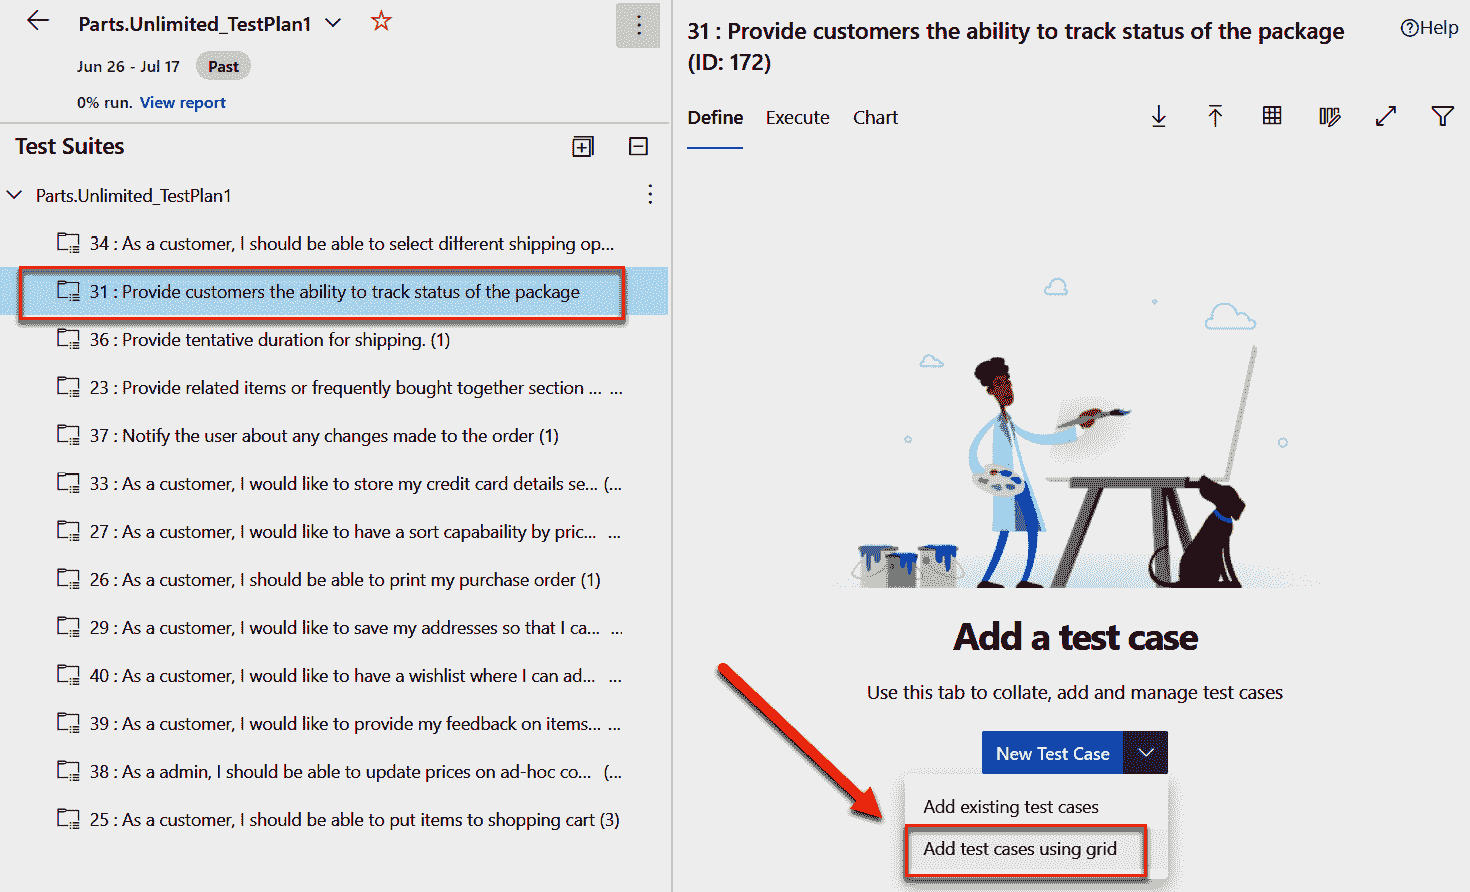 Parts.Unlimited_TestPlan1
Jun 26 - Jul 17 Past
0% run. View report
Test Suites
Parts.Unlimited_TestPlan1
34 : As a customer, I should be able to select different shipping op...
31 : Provide customers the ability to track status of the package
36 : Provide tentative duration for shipping. (1)
23 : Provide related items or frequently bought together section ... ...
37 : Notify the user about any changes made to the order (1)
33 : As a customer, I would like to store my credit card details se... (...
27 : As a customer, I would like to have a sort capabaility by pric... ...
26 : As a customer, I should be able to print my purchase order (1)
29 : As a customer, I would like to save my addresses so that I ca... ...
40 : As a customer, I would like to have a wishlist where I can ad... ...
39 : As a customer, I would like to provide my feedback on items... ...
38 : As a admin, I should be able to update prices on ad-hoc co... (...
25 : As a customer, I should be able to put items to shopping cart (3)
31 : Provide customers the ability to track status of the package
(ID: 172)
Help
Define Execute Chart
Add a test case
Use this tab to collate, add and manage test cases
New Test Case
Add existing test cases
Add test cases using grid